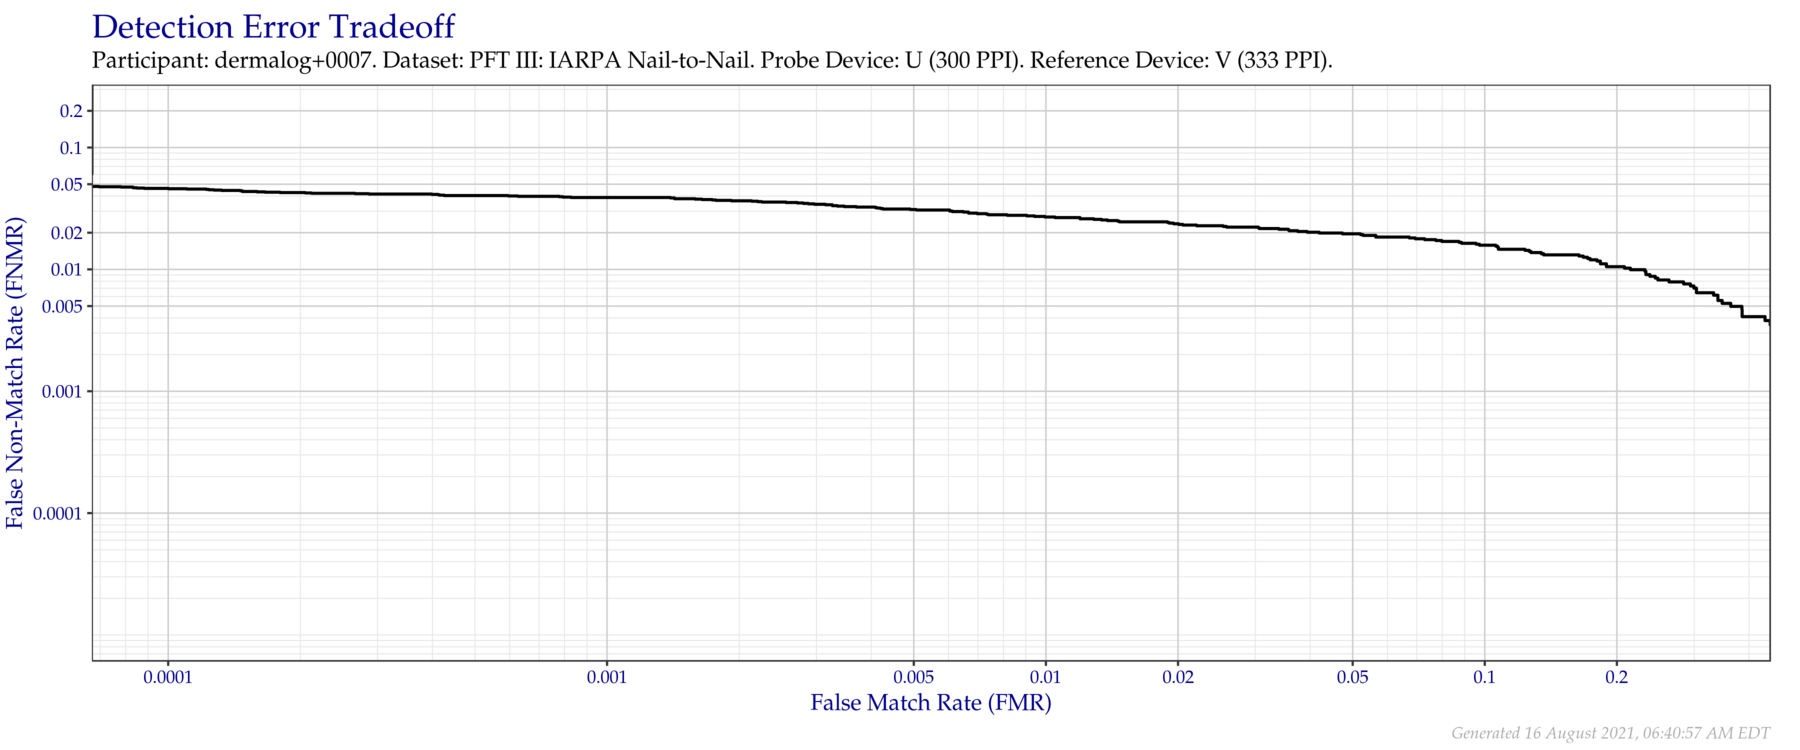 Detection Error Tradeoff
Participant: dermalog+0007. Dataset: PFT III: IARPA Nail-to-Nail. Probe Device: U (300 PPI). Reference Device: V (333 PPI).
False Non-Match Rate (FNMR)
0.2
0.1
0.05
0.02
0.01
0.005
0.001
0.0001
0.0001 0.001 0.005 0.01 0.02 0.05 0.1 0.2
False Match Rate (FMR)
Generated 16 August 2021, 06:40:57 AM EDT